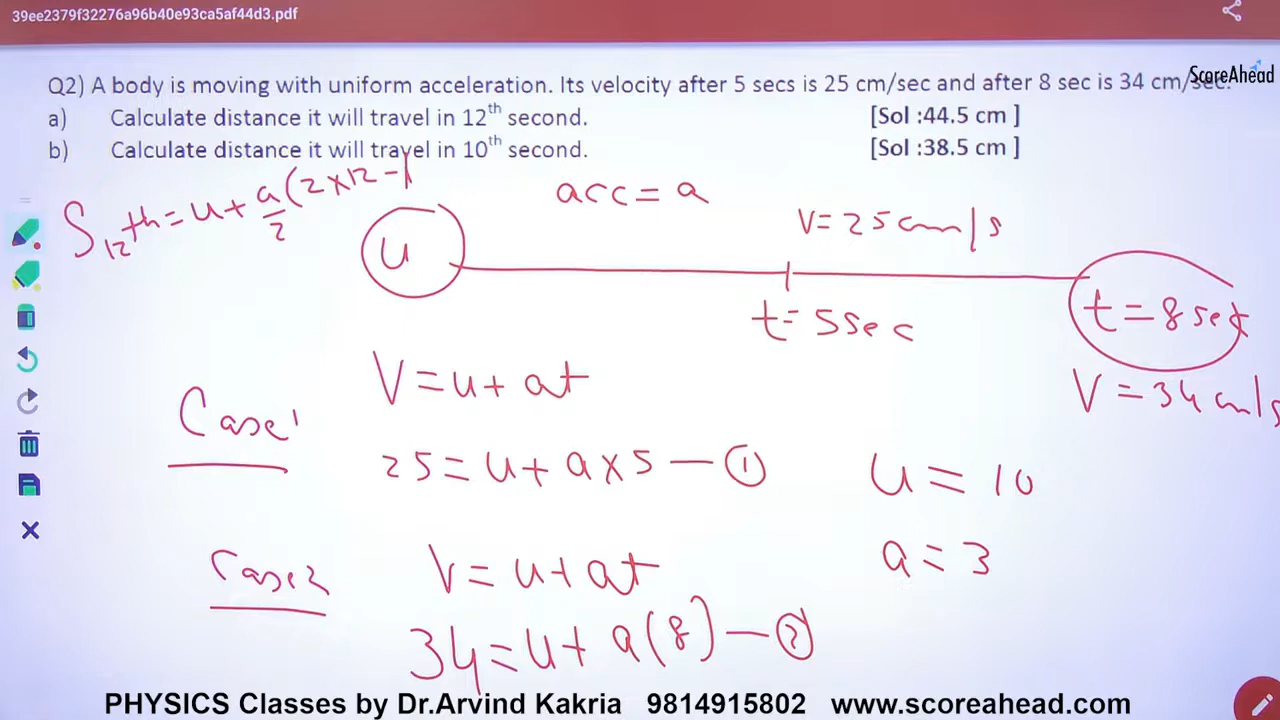 39ee2379f32276a96b40e93ca5af44d3.pdf
ScoreAhead
Q2) A body is moving with uniform acceleration. Its velocity after 5 secs is 25 cm/sec and after 8 sec is 34 cm/sec.
a) Calculate distance it will travel in 12th second. [Sol :44.5 cm ]
b) Calculate distance it will travel in 10th second. [Sol :38.5 cm ]
S12th = u + a/2 (2×12-1
acc = a
u
V = 25 cm/s
t = 5 sec
t = 8 sec
V = 34 cm/s
Case 1
V = u + at
25 = u + a×5 — ①
u = 10
a = 3
Case 2
V = u + at
34 = u + a(8) — ②
PHYSICS Classes by Dr.Arvind Kakria 9814915802 www.scoreahead.com